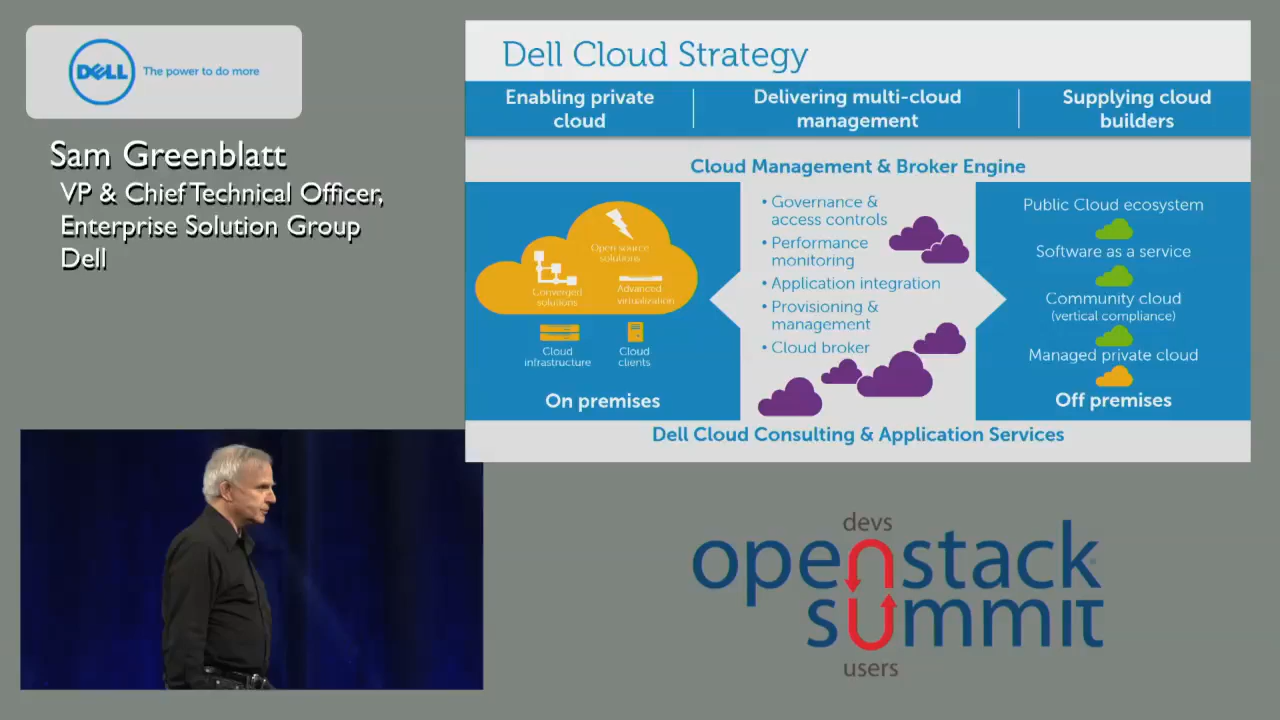 DELL
The power to do more
Sam Greenblatt
VP & Chief Technical Officer,
Enterprise Solution Group
Dell
Dell Cloud Strategy
Enabling private
cloud
Delivering multi-cloud
management
Supplying cloud
builders
Cloud Management & Broker Engine
Open source
solutions
Converged
solutions
Advanced
virtualization
Cloud
infrastructure
Cloud
clients
On premises
• Governance &
access controls
• Performance
monitoring
• Application integration
• Provisioning &
management
• Cloud broker
Public Cloud ecosystem
Software as a service
Community cloud
(vertical compliance)
Managed private cloud
Off premises
Dell Cloud Consulting & Application Services
devs
openstack
summit
users